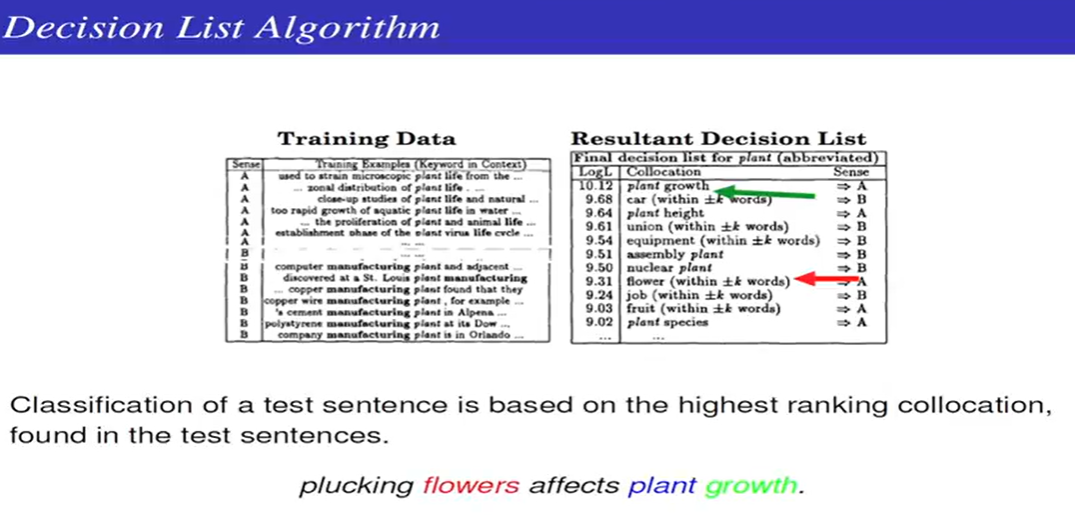 Decision List Algorithm
Training Data
Sense Training Examples (Keyword in Context)
A used to strain microscopic plant life from the ...
A ... zonal distribution of plant life . ...
A close-up studies of plant life and natural ...
A too rapid growth of aquatic plant life in water ...
A ... the proliferation of plant and animal life ...
A establishment phase of the plant virus life cycle ...
A ... ...
B ... ...
B computer manufacturing plant and adjacent ...
B discovered at a St. Louis plant manufacturing
B ... copper manufacturing plant found that they
B copper wire manufacturing plant, for example ...
B 's cement manufacturing plant in Alpena ...
B polystyrene manufacturing plant at its Dow ...
B company manufacturing plant is in Orlando ...
Resultant Decision List
Final decision list for plant (abbreviated)
LogL Collocation Sense
10.12 plant growth ⇒ A
9.68 car (within ±k words) ⇒ B
9.64 plant height ⇒ A
9.61 union (within ±k words) ⇒ B
9.54 equipment (within ±k words) ⇒ B
9.51 assembly plant ⇒ B
9.50 nuclear plant ⇒ B
9.31 flower (within ±k words) ⇒ A
9.24 job (within ±k words) ⇒ B
9.03 fruit (within ±k words) ⇒ A
9.02 plant species ⇒ A
... ...
Classification of a test sentence is based on the highest ranking collocation,
found in the test sentences.
plucking flowers affects plant growth.